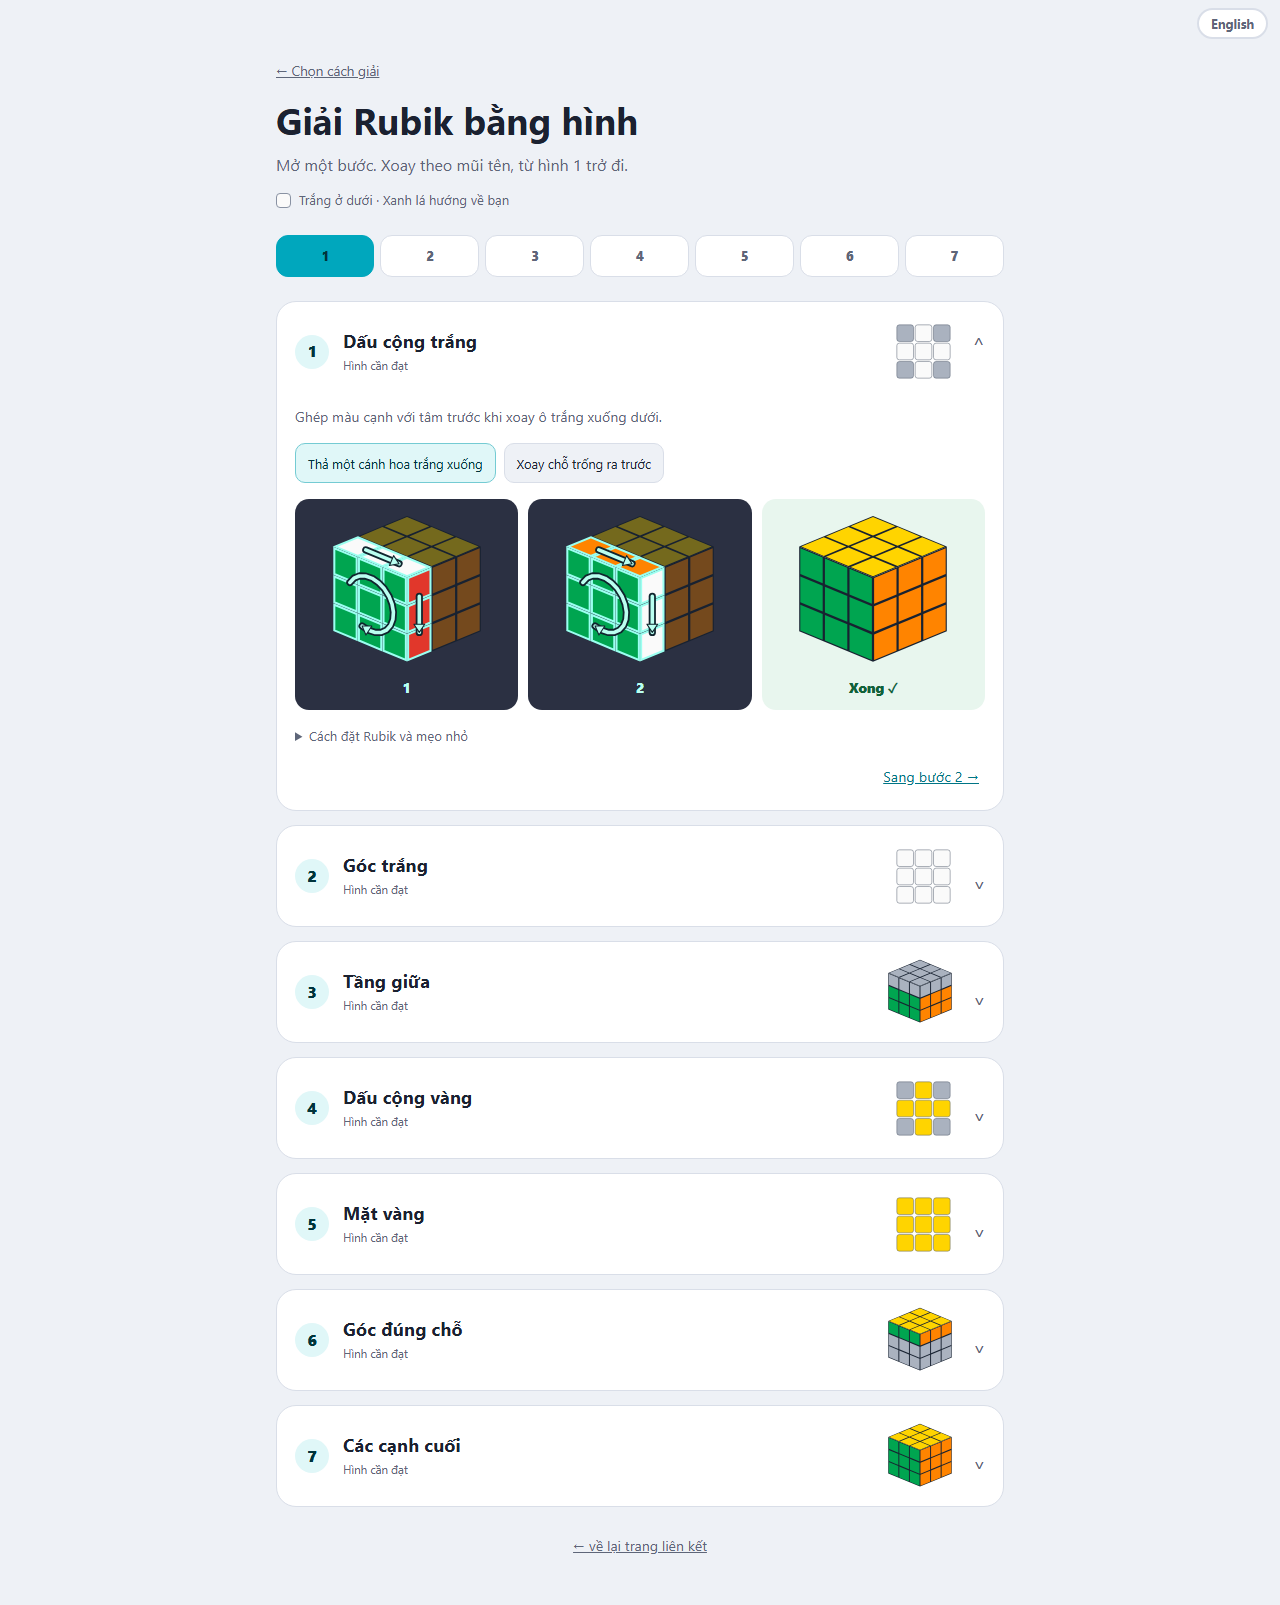 English
← Chọn cách giải
Giải Rubik bằng hình
Mở một bước. Xoay theo mũi tên, từ hình 1 trở đi.
Trắng ở dưới · Xanh lá hướng về bạn
1 2 3 4 5 6 7
1
Dấu cộng trắng
Hình cần đạt
Ghép màu cạnh với tâm trước khi xoay ô trắng xuống dưới.
Thả một cánh hoa trắng xuống
Xoay chỗ trống ra trước
1
2
Xong ✓
▶ Cách đặt Rubik và mẹo nhỏ
Sang bước 2 →
2
Góc trắng
Hình cần đạt
3
Tầng giữa
Hình cần đạt
4
Dấu cộng vàng
Hình cần đạt
5
Mặt vàng
Hình cần đạt
6
Góc đúng chỗ
Hình cần đạt
7
Các cạnh cuối
Hình cần đạt
← về lại trang liên kết